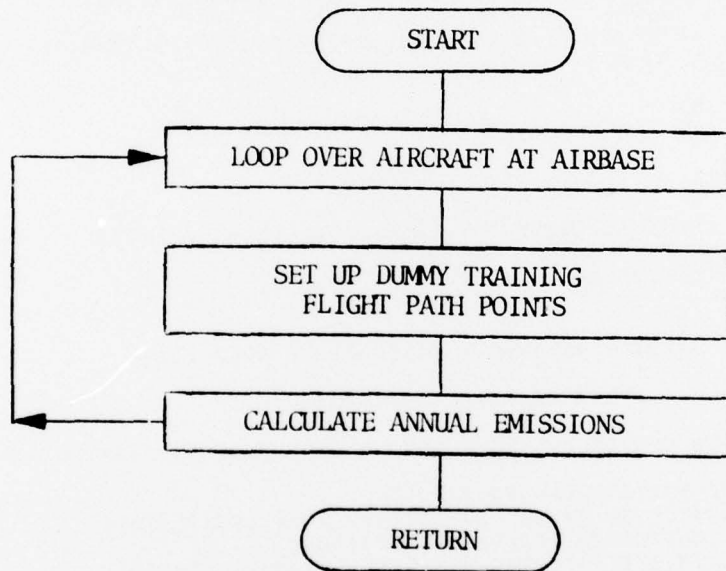 START
LOOP OVER AIRCRAFT AT AIRBASE
SET UP DUMMY TRAINING
FLIGHT PATH POINTS
CALCULATE ANNUAL EMISSIONS
RETURN